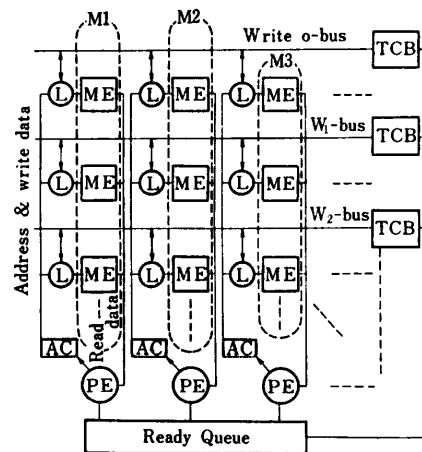 M1
M2
Write o-bus
TCB
M3
L
ME
L
ME
L
ME
W₁-bus
TCB
L
ME
L
ME
L
ME
W₂-bus
TCB
L
ME
L
ME
L
ME
Address & write data
Read data
AC
AC
AC
PE
PE
PE
Ready Queue